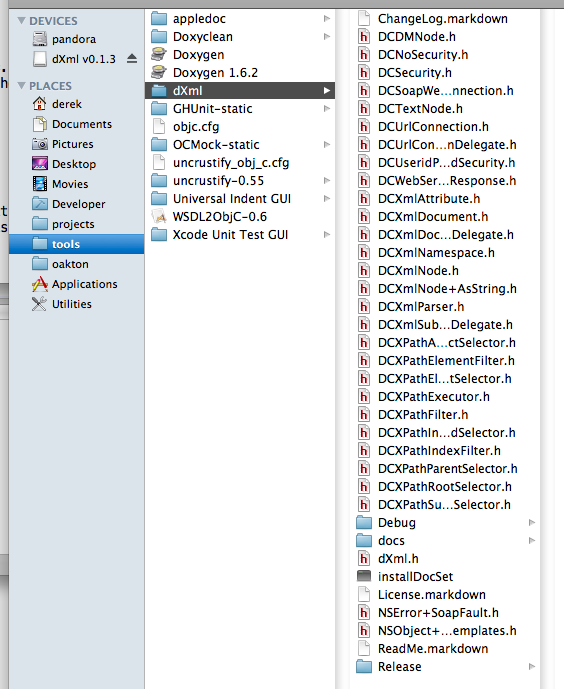 DEVICES
pandora
dXml v0.1.3
PLACES
derek
Documents
Pictures
Desktop
Movies
Developer
projects
tools
oakton
Applications
Utilities
appledoc
Doxyclean
Doxygen
Doxygen 1.6.2
dXml
GHUnit-static
objc.cfg
OCMock-static
uncrustify_obj_c.cfg
uncrustify-0.55
Universal Indent GUI
WSDL2ObjC-0.6
Xcode Unit Test GUI
ChangeLog.markdown
DCDMNode.h
DCNoSecurity.h
DCSecurity.h
DCSoapWe...nnection.h
DCTextNode.h
DCUrlConnection.h
DCUrlCon...nDelegate.h
DCUseridP...dSecurity.h
DCWebSer...Response.h
DCXmlAttribute.h
DCXmlDocument.h
DCXmlDoc...Delegate.h
DCXmlNamespace.h
DCXmlNode.h
DCXmlNode+AsString.h
DCXmlParser.h
DCXmlSub...Delegate.h
DCXPathA...ctSelector.h
DCXPathElementFilter.h
DCXPathEl...tSelector.h
DCXPathExecutor.h
DCXPathFilter.h
DCXPathIn...dSelector.h
DCXPathIndexFilter.h
DCXPathParentSelector.h
DCXPathRootSelector.h
DCXPathSu...Selector.h
Debug
docs
dXml.h
installDocSet
License.markdown
NSError+SoapFault.h
NSObject+...emplates.h
ReadMe.markdown
Release